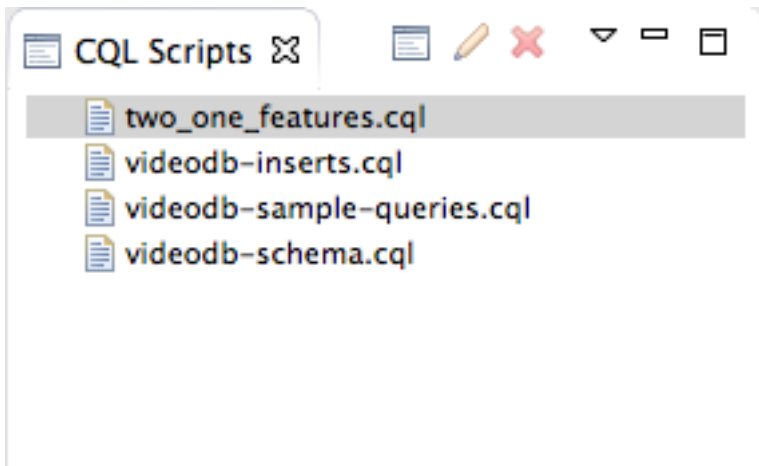 CQL Scripts
two_one_features.cql
videodb-inserts.cql
videodb-sample-queries.cql
videodb-schema.cql